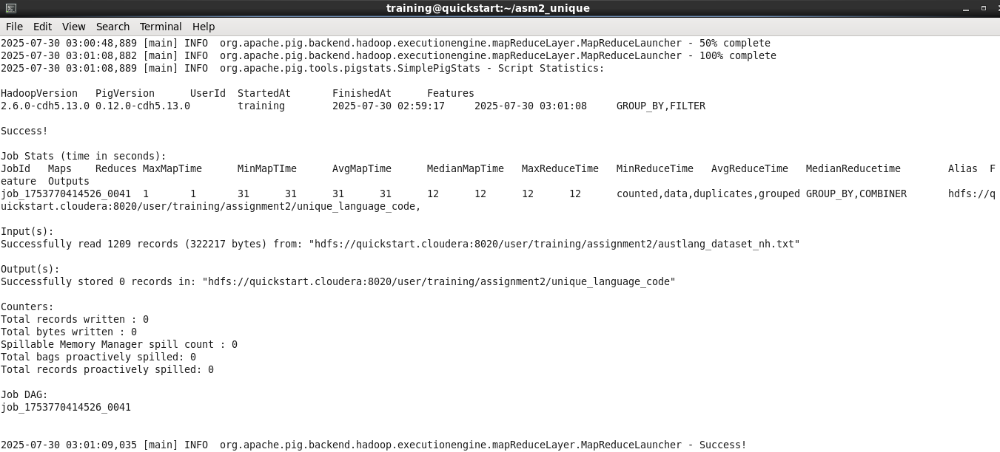 training@quickstart:~/asm2_unique
File Edit View Search Terminal Help
2025-07-30 03:00:48,889 [main] INFO  org.apache.pig.backend.hadoop.executionengine.mapReduceLayer.MapReduceLauncher - 50% complete
2025-07-30 03:01:08,882 [main] INFO  org.apache.pig.backend.hadoop.executionengine.mapReduceLayer.MapReduceLauncher - 100% complete
2025-07-30 03:01:08,889 [main] INFO  org.apache.pig.tools.pigstats.SimplePigStats - Script Statistics:
HadoopVersion   PigVersion      UserId  StartedAt       FinishedAt      Features
2.6.0-cdh5.13.0 0.12.0-cdh5.13.0        training        2025-07-30 02:59:17     2025-07-30 03:01:08     GROUP_BY,FILTER
Success!
Job Stats (time in seconds):
JobId   Maps    Reduces MaxMapTime      MinMapTIme      AvgMapTime      MedianMapTime   MaxReduceTime   MinReduceTime   AvgReduceTime   MedianReducetime        Alias  F
eature  Outputs
job_1753770414526_0041  1       1       31      31      31      31      12      12      12      12      counted,data,duplicates,grouped GROUP_BY,COMBINER       hdfs://q
uickstart.cloudera:8020/user/training/assignment2/unique_language_code,
Input(s):
Successfully read 1209 records (322217 bytes) from: "hdfs://quickstart.cloudera:8020/user/training/assignment2/austlang_dataset_nh.txt"
Output(s):
Successfully stored 0 records in: "hdfs://quickstart.cloudera:8020/user/training/assignment2/unique_language_code"
Counters:
Total records written : 0
Total bytes written : 0
Spillable Memory Manager spill count : 0
Total bags proactively spilled: 0
Total records proactively spilled: 0
Job DAG:
job_1753770414526_0041
2025-07-30 03:01:09,035 [main] INFO  org.apache.pig.backend.hadoop.executionengine.mapReduceLayer.MapReduceLauncher - Success!